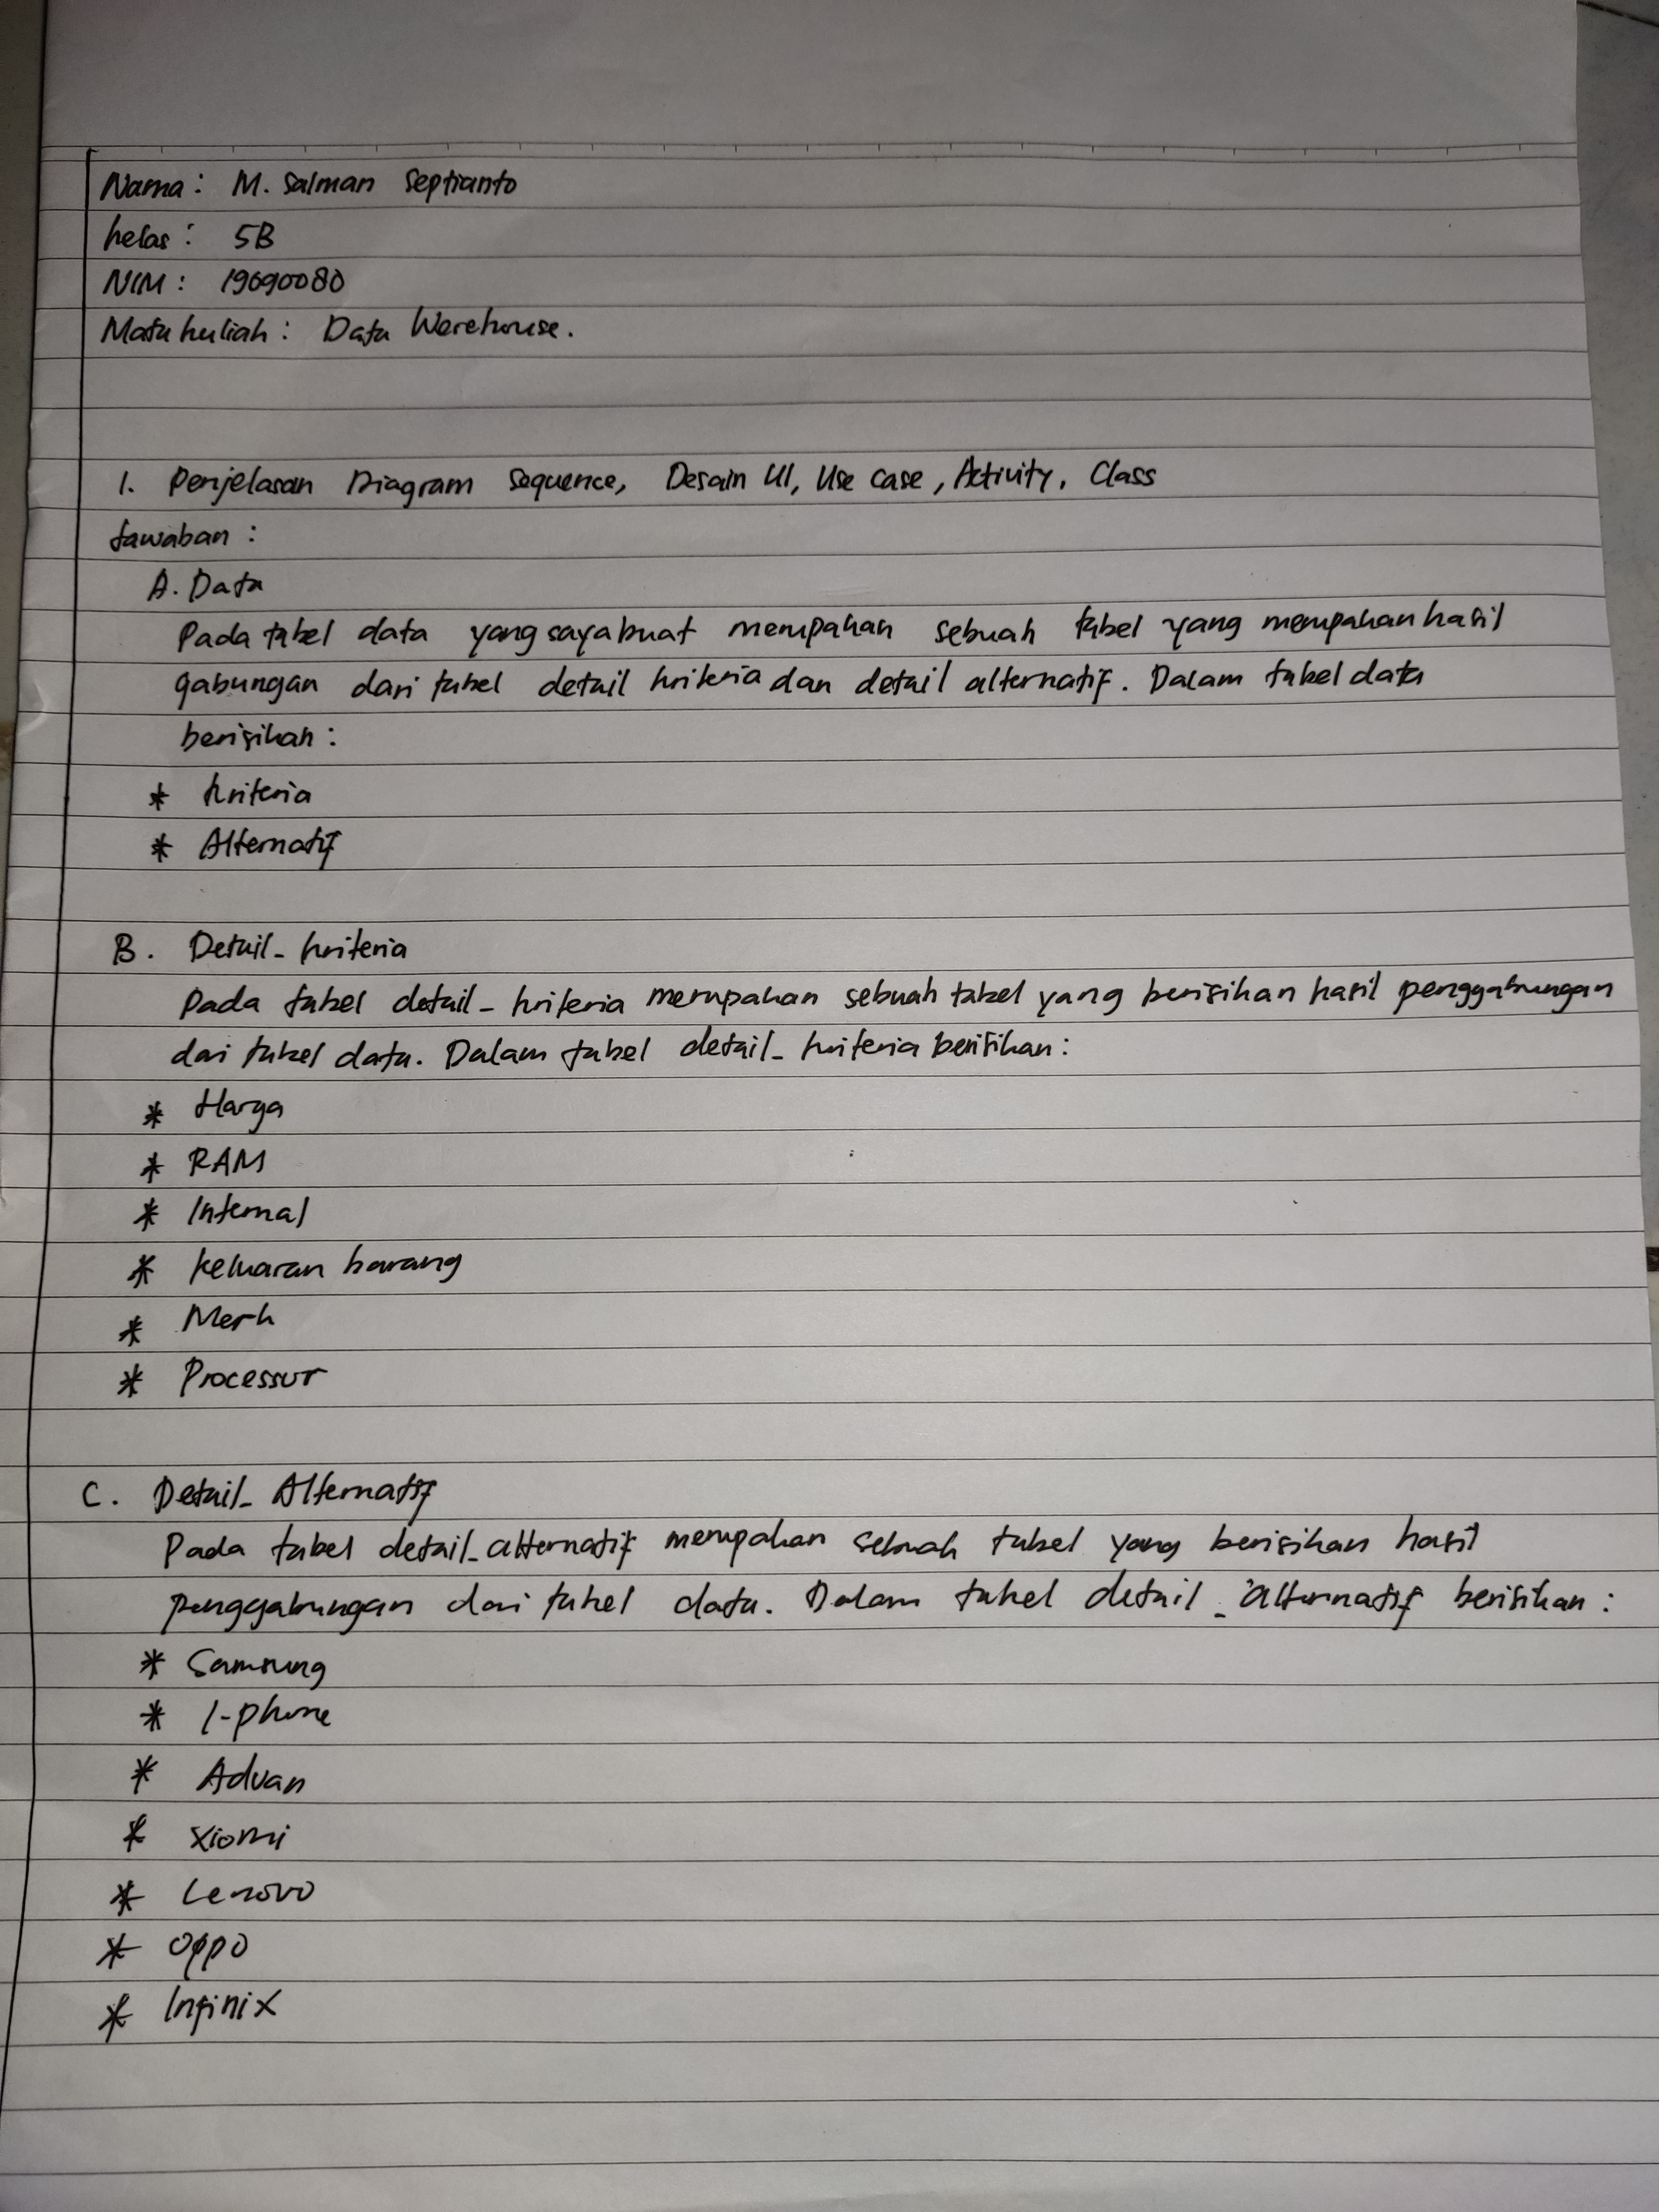 Nama : M. Salman Septianto
kelas : 5B
NIM : 19690080
Mata kuliah : Data Werehouse.
1. Penjelasan Diagram Sequence, Desain UI, Use Case, Activity, Class
Jawaban :
A. Data
Pada tabel data yang saya buat merupakan sebuah tabel yang merupakan hasil
gabungan dari tabel detail kriteria dan detail alternatif. Dalam tabel data
berisikan :
* Kriteria
* Alternatif
B. Detail_kriteria
Pada tabel detail_kriteria merupakan sebuah tabel yang berisikan hasil penggabungan
dari tabel data. Dalam tabel detail_kriteria berisikan :
* Harga
* RAM
* Internal
* Keluaran barang
* Merk
* Processor
C. Detail_Alternatif
Pada tabel detail_alternatif merupakan sebuah tabel yang berisikan hasil
penggabungan dari tabel data. Dalam tabel detail_alternatif berisikan :
* Samsung
* I-phone
* Advan
* Xiomi
* Lenovo
* Oppo
* Infinix